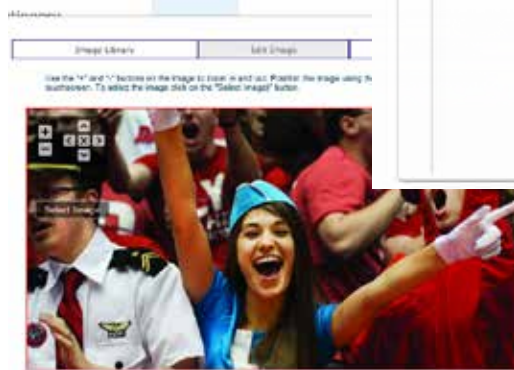 Image Library
Edit Image
Use the "+" and "-" buttons on the image to zoom in and out. Position the image using the
touchscreen. To select the image click on the "Select Image" button.
+
-
< X >
Select Image